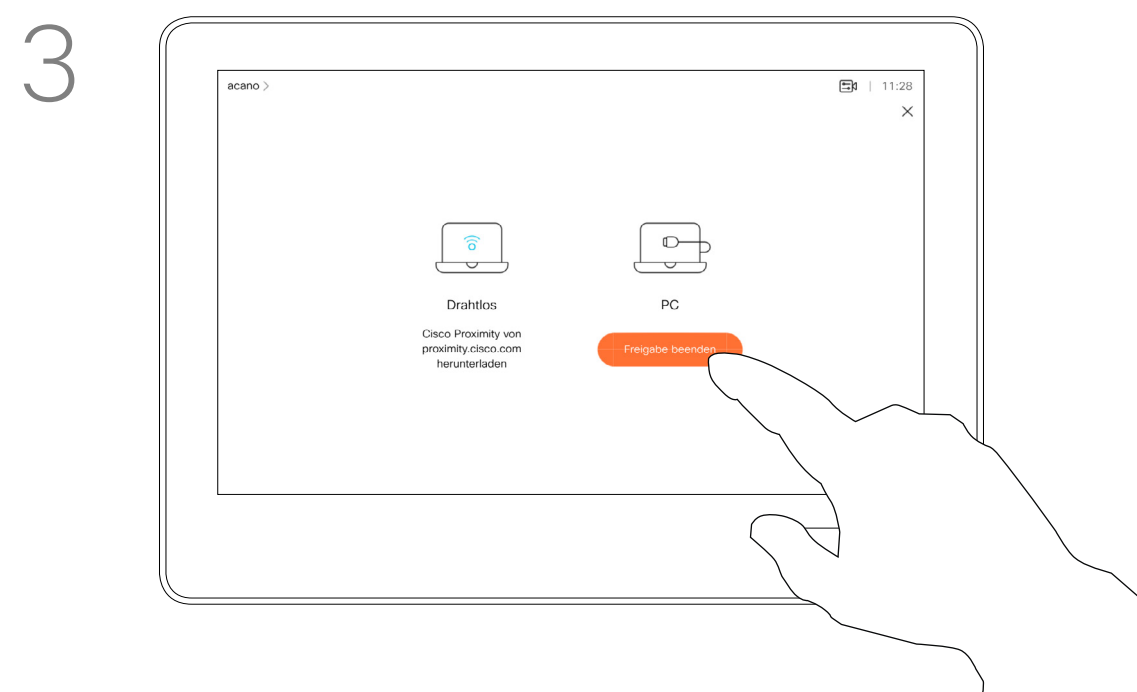 3
acano >
| 11:28
Drahtlos
PC
Cisco Proximity von
proximity.cisco.com
herunterladen
Freigabe beenden